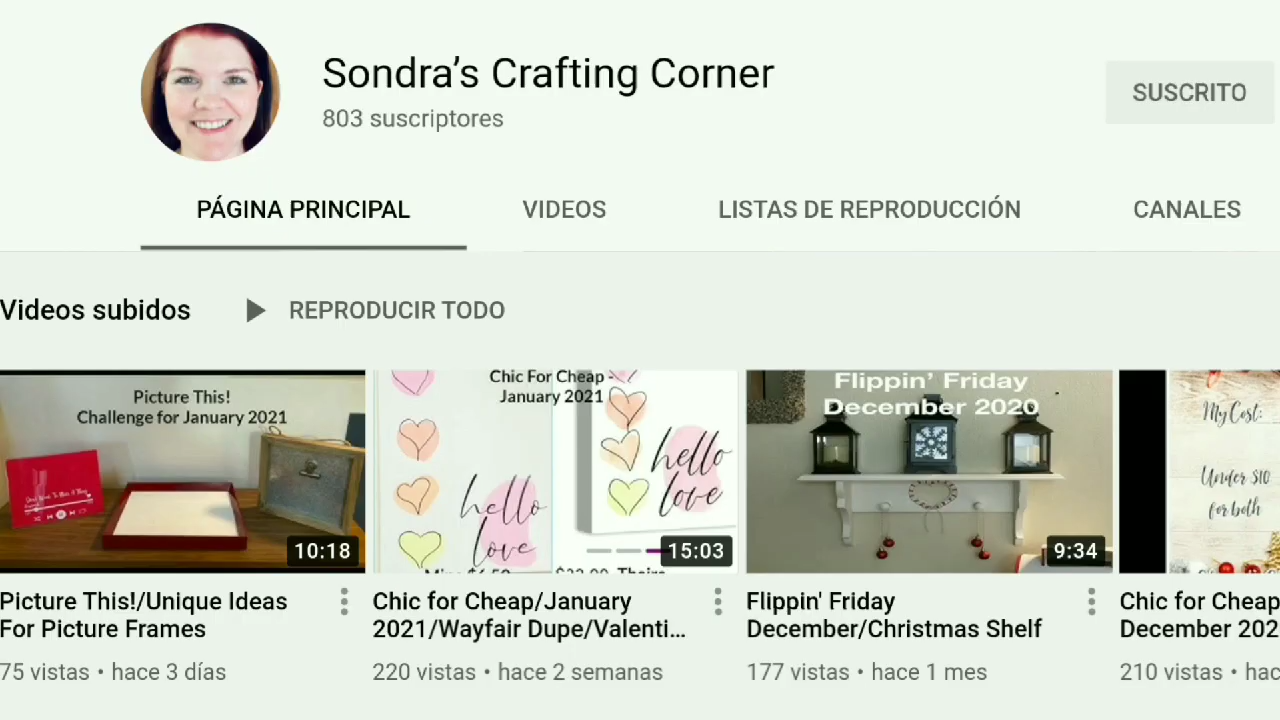 Sondra's Crafting Corner
803 suscriptores
SUSCRITO
PÁGINA PRINCIPAL
VIDEOS
LISTAS DE REPRODUCCIÓN
CANALES
Videos subidos
REPRODUCIR TODO
Picture This!
Challenge for January 2021
10:18
Chic For Cheap -
January 2021
hello
love
hello
love
15:03
Flippin' Friday
December 2020
9:34
My Cost:
Under $10
for both
Picture This!/Unique Ideas
For Picture Frames
75 vistas • hace 3 días
Chic for Cheap/January
2021/Wayfair Dupe/Valenti...
220 vistas • hace 2 semanas
Flippin' Friday
December/Christmas Shelf
177 vistas • hace 1 mes
Chic for Cheap
December 202
210 vistas • hac